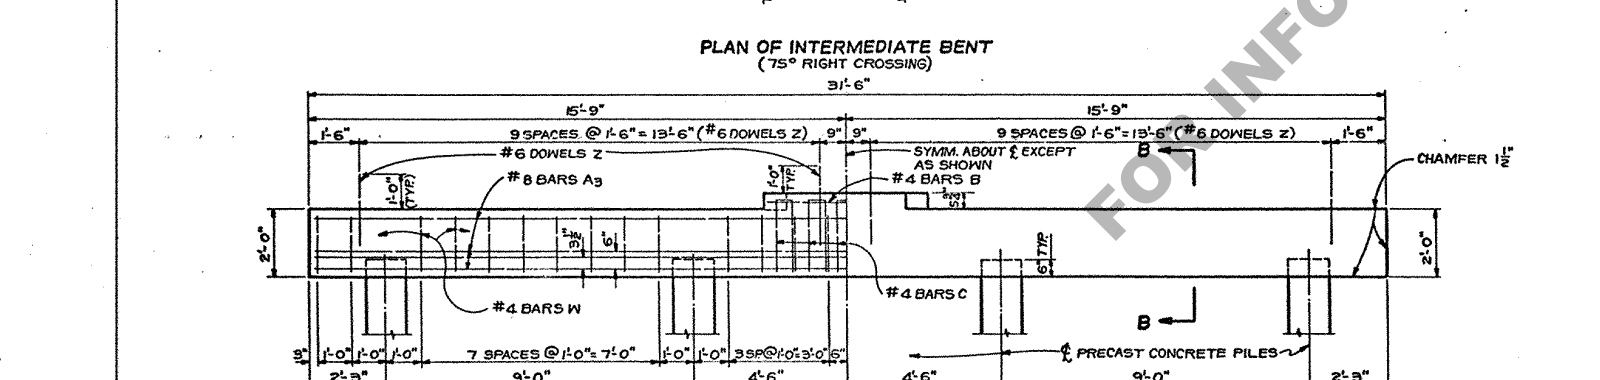 PLAN OF INTERMEDIATE BENT
(75° RIGHT CROSSING)
31'-6"
15'-9" 15'-9"
1'-6" 9 SPACES @ 1'-6" = 13'-6" (#6 DOWELS Z) 9" 9" 9 SPACES @ 1'-6" = 13'-6" (#6 DOWELS Z) 1'-6"
#6 DOWELS Z SYMM. ABOUT ℄ EXCEPT B
AS SHOWN CHAMFER 1½"
1'-0" (TYP.) #8 BARS A3 1'-0" TYP. #4 BARS B
2'-0" 3½" 6" 6" TYP. 2'-0"
#4 BARS W #4 BARS C
B
3" 1'-0" 1'-0" 1'-0" 7 SPACES @ 1'-0" = 7'-0" 1'-0" 1'-0" 3 SP@1'-0"=3'-0" 6" ℄ PRECAST CONCRETE PILES
2'-3" 9'-0" 4'-6" 4'-6" 9'-0" 2'-3"
FOR INFO